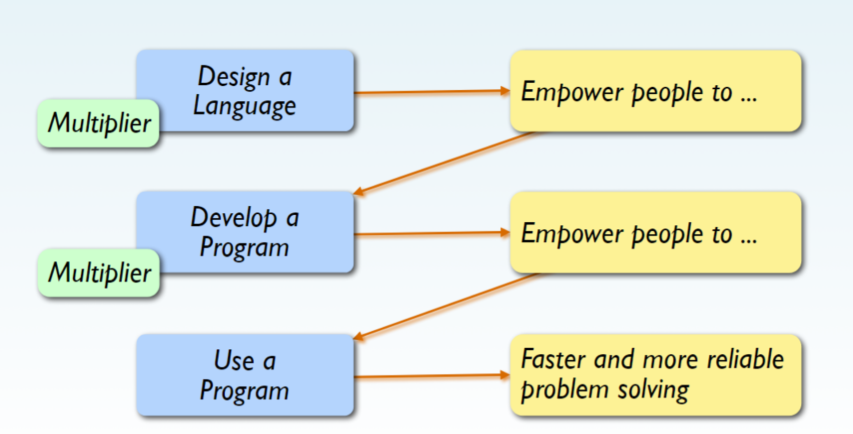 Design a
Language
Empower people to ...
Multiplier
Develop a
Program
Empower people to ...
Multiplier
Use a
Program
Faster and more reliable
problem solving